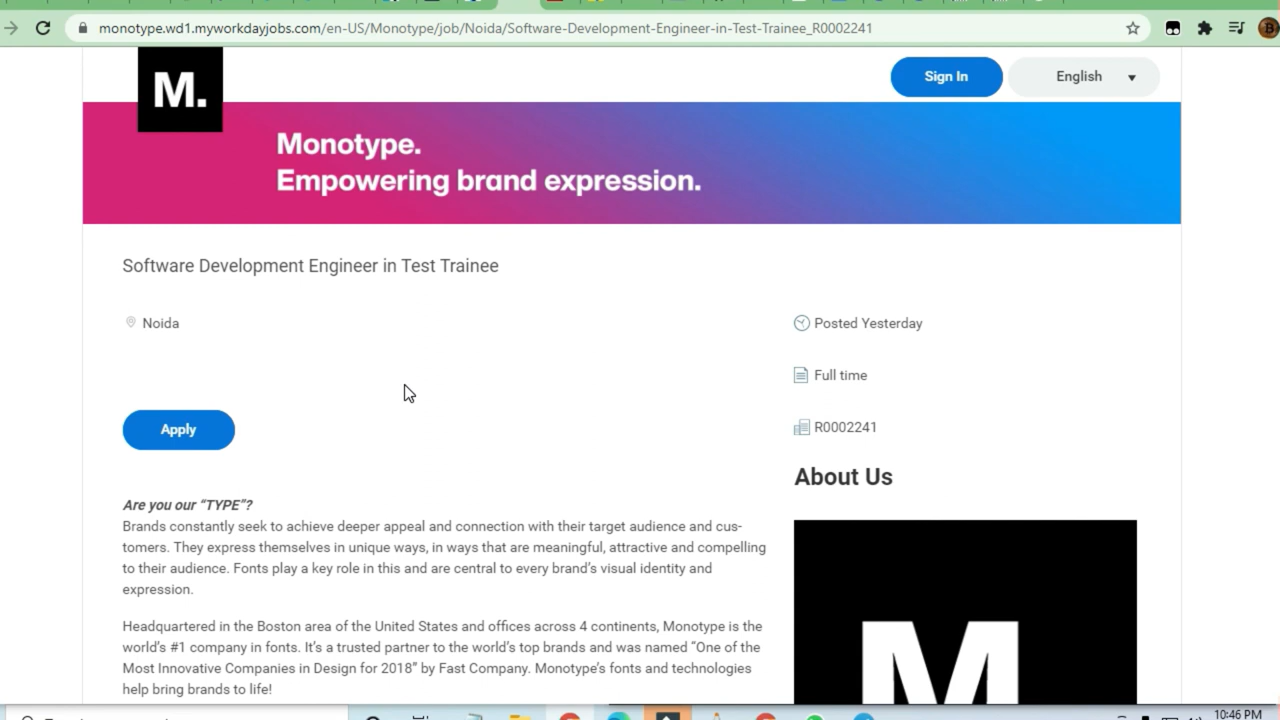 monotype.wd1.myworkdayjobs.com/en-US/Monotype/job/Noida/Software-Development-Engineer-in-Test-Trainee_R0002241
M.
Sign In
English
Monotype.
Empowering brand expression.
Software Development Engineer in Test Trainee
Noida
Posted Yesterday
Full time
Apply
R0002241
About Us
Are you our “TYPE”?
Brands constantly seek to achieve deeper appeal and connection with their target audience and cus-
tomers. They express themselves in unique ways, in ways that are meaningful, attractive and compelling
to their audience. Fonts play a key role in this and are central to every brand’s visual identity and
expression.
Headquartered in the Boston area of the United States and offices across 4 continents, Monotype is the
world’s #1 company in fonts. It’s a trusted partner to the world’s top brands and was named “One of the
Most Innovative Companies in Design for 2018” by Fast Company. Monotype’s fonts and technologies
help bring brands to life!
M
10:46 PM